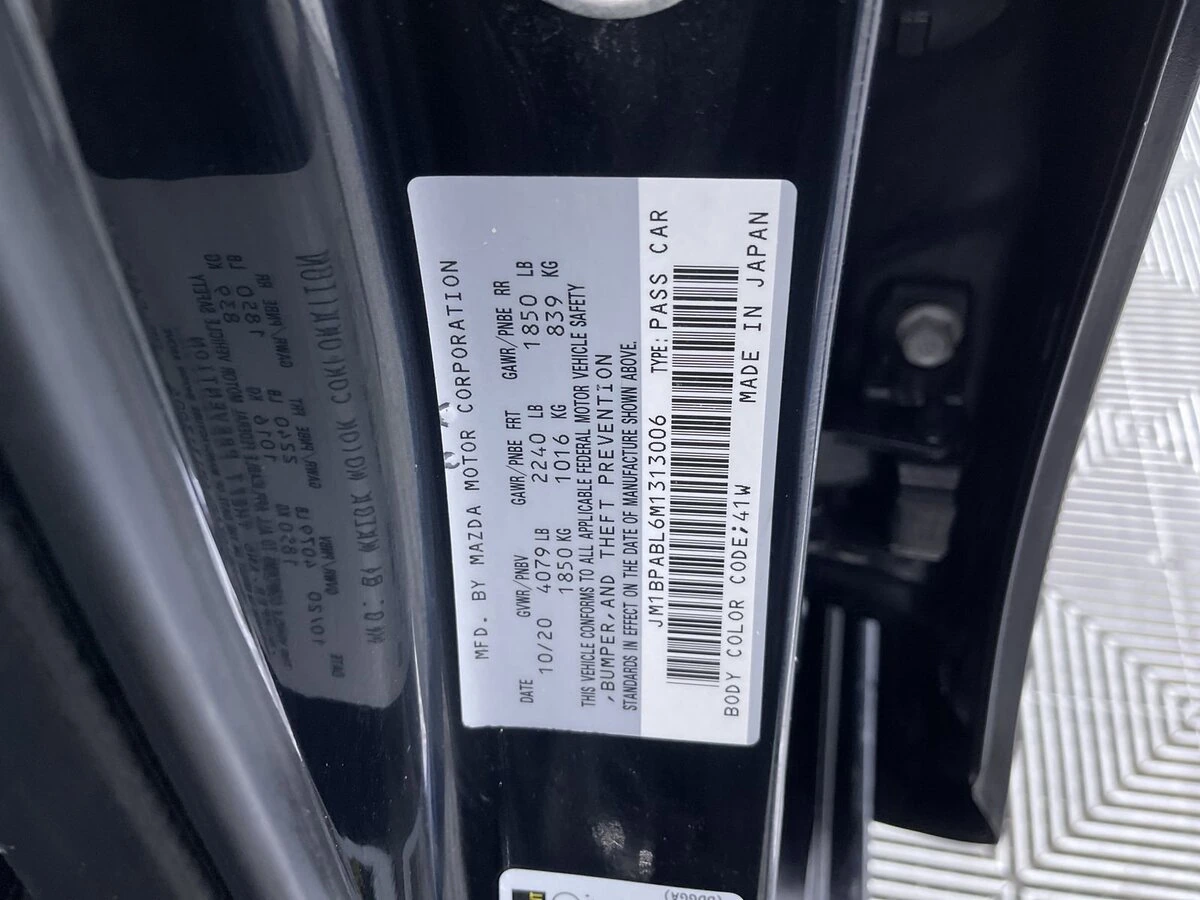 MFD. BY MAZDA MOTOR CORPORATION
DATE GVWR/PNBV GAWR/PNBE FRT GAWR/PNBE RR
10/20 4079 LB 2240 LB 1850 LB
1850 KG 1016 KG 839 KG
THIS VEHICLE CONFORMS TO ALL APPLICABLE FEDERAL MOTOR VEHICLE SAFETY
,BUMPER, AND THEFT PREVENTION
STANDARDS IN EFFECT ON THE DATE OF MANUFACTURE SHOWN ABOVE.
JM1BPABL6M1313006 TYPE: PASS CAR
BODY COLOR CODE;41W MADE IN JAPAN